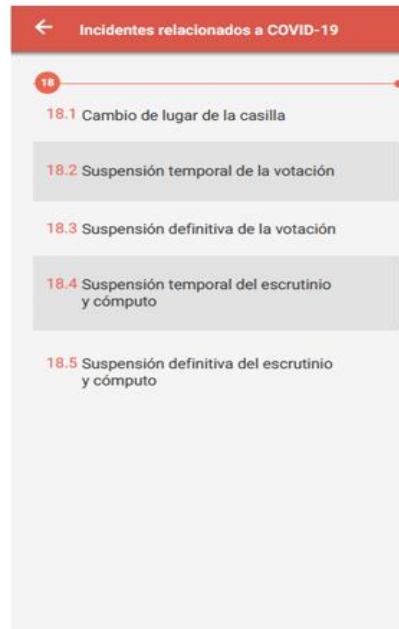 Incidentes relacionados a COVID-19
18
18.1 Cambio de lugar de la casilla
18.2 Suspensión temporal de la votación
18.3 Suspensión definitiva de la votación
18.4 Suspensión temporal del escrutinio
y cómputo
18.5 Suspensión definitiva del escrutinio
y cómputo